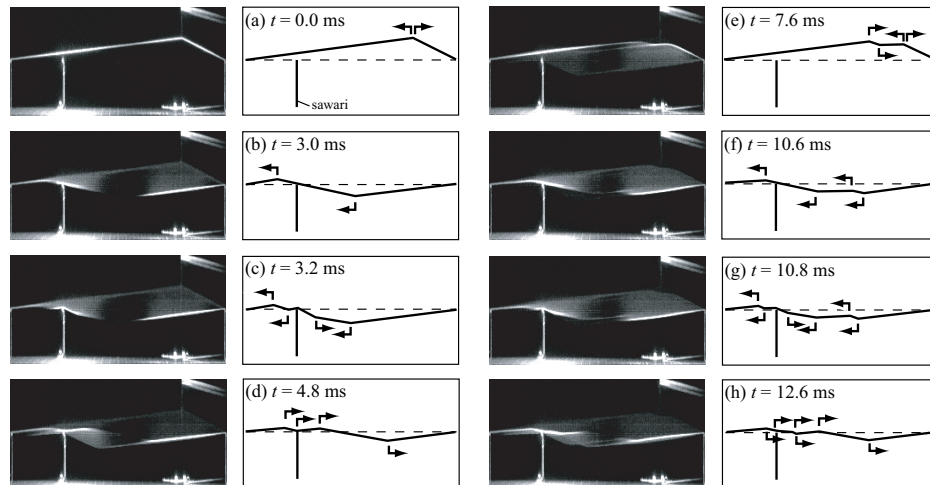 (a) t = 0.0 ms
sawari
(b) t = 3.0 ms
(c) t = 3.2 ms
(d) t = 4.8 ms
(e) t = 7.6 ms
(f) t = 10.6 ms
(g) t = 10.8 ms
(h) t = 12.6 ms